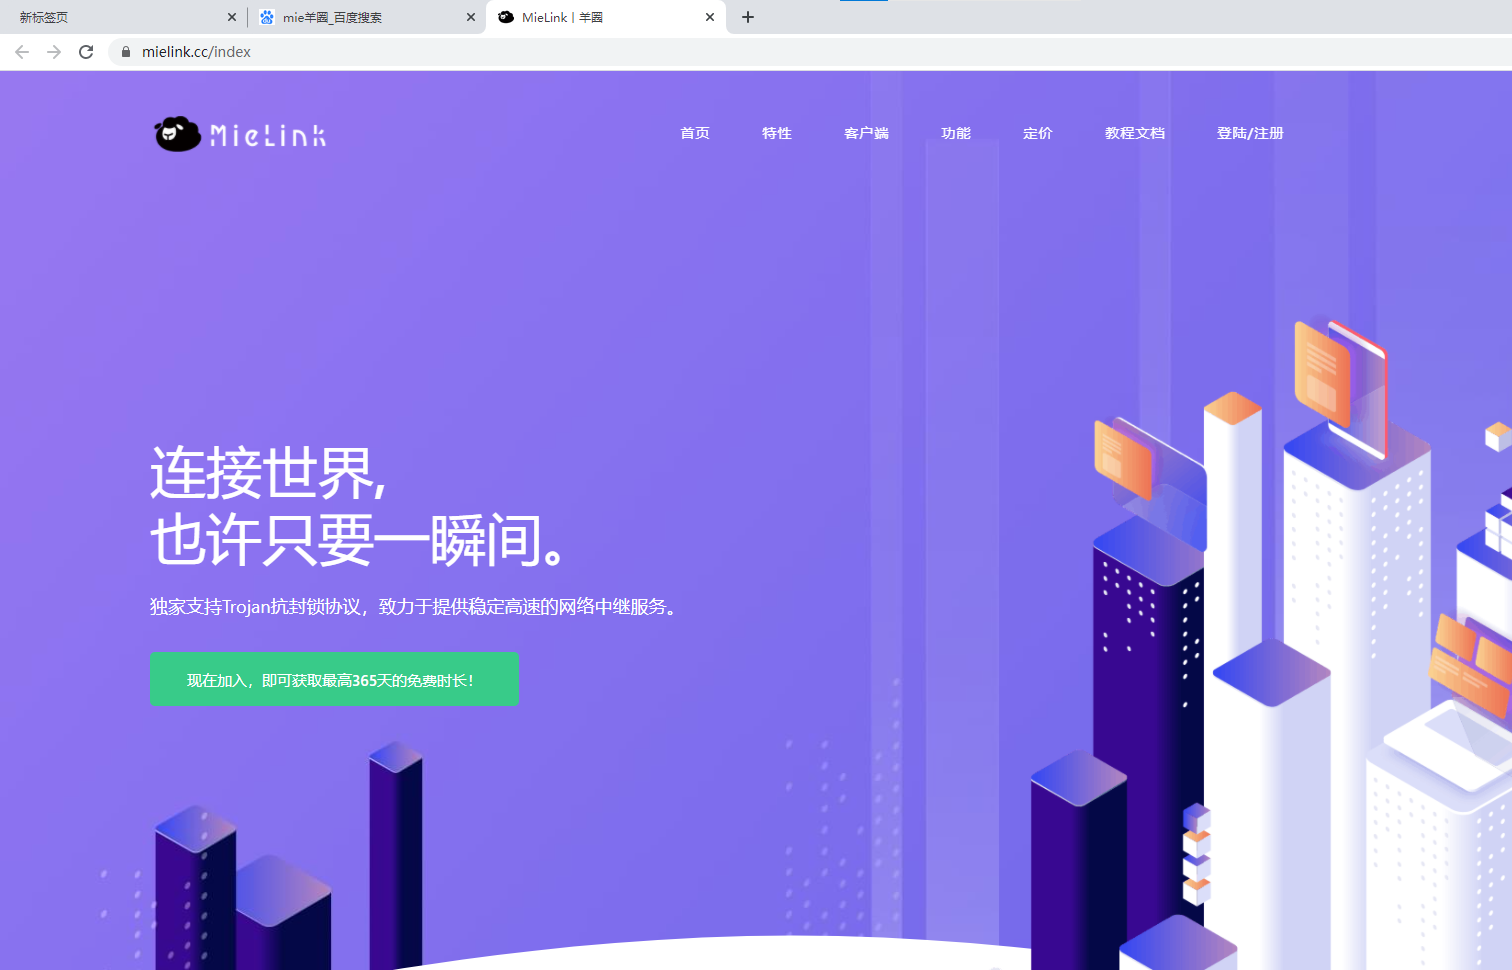 新标签页
mie羊圈_百度搜索
MieLink | 羊圈
mielink.cc/index
MieLink
首页 特性 客户端 功能 定价 教程文档 登陆/注册
连接世界,
也许只要一瞬间。
独家支持Trojan抗封锁协议，致力于提供稳定高速的网络中继服务。
现在加入，即可获取最高365天的免费时长！